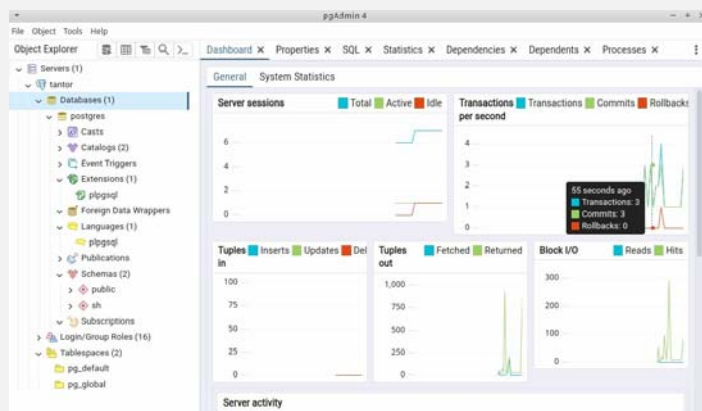 pgAdmin 4
File Object Tools Help
Object Explorer
Dashboard Properties SQL Statistics Dependencies Dependents Processes
Servers (1)
tantor
Databases (1)
postgres
Casts
Catalogs (2)
Event Triggers
Extensions (1)
plpgsql
Foreign Data Wrappers
Languages (1)
plpgsql
Publications
Schemas (2)
public
sh
Subscriptions
Login/Group Roles (16)
Tablespaces (2)
pg_default
pg_global
General System Statistics
Server sessions Total Active Idle
6
4
2
0
Transactions per second Transactions Commits Rollbacks
4
3
2
1
0
55 seconds ago
Transactions: 3
Commits: 3
Rollbacks: 0
Tuples in Inserts Updates Del
100
75
50
25
0
Tuples out Fetched Returned
1,000
750
500
250
0
Block I/O Reads Hits
300
200
100
0
Server activity